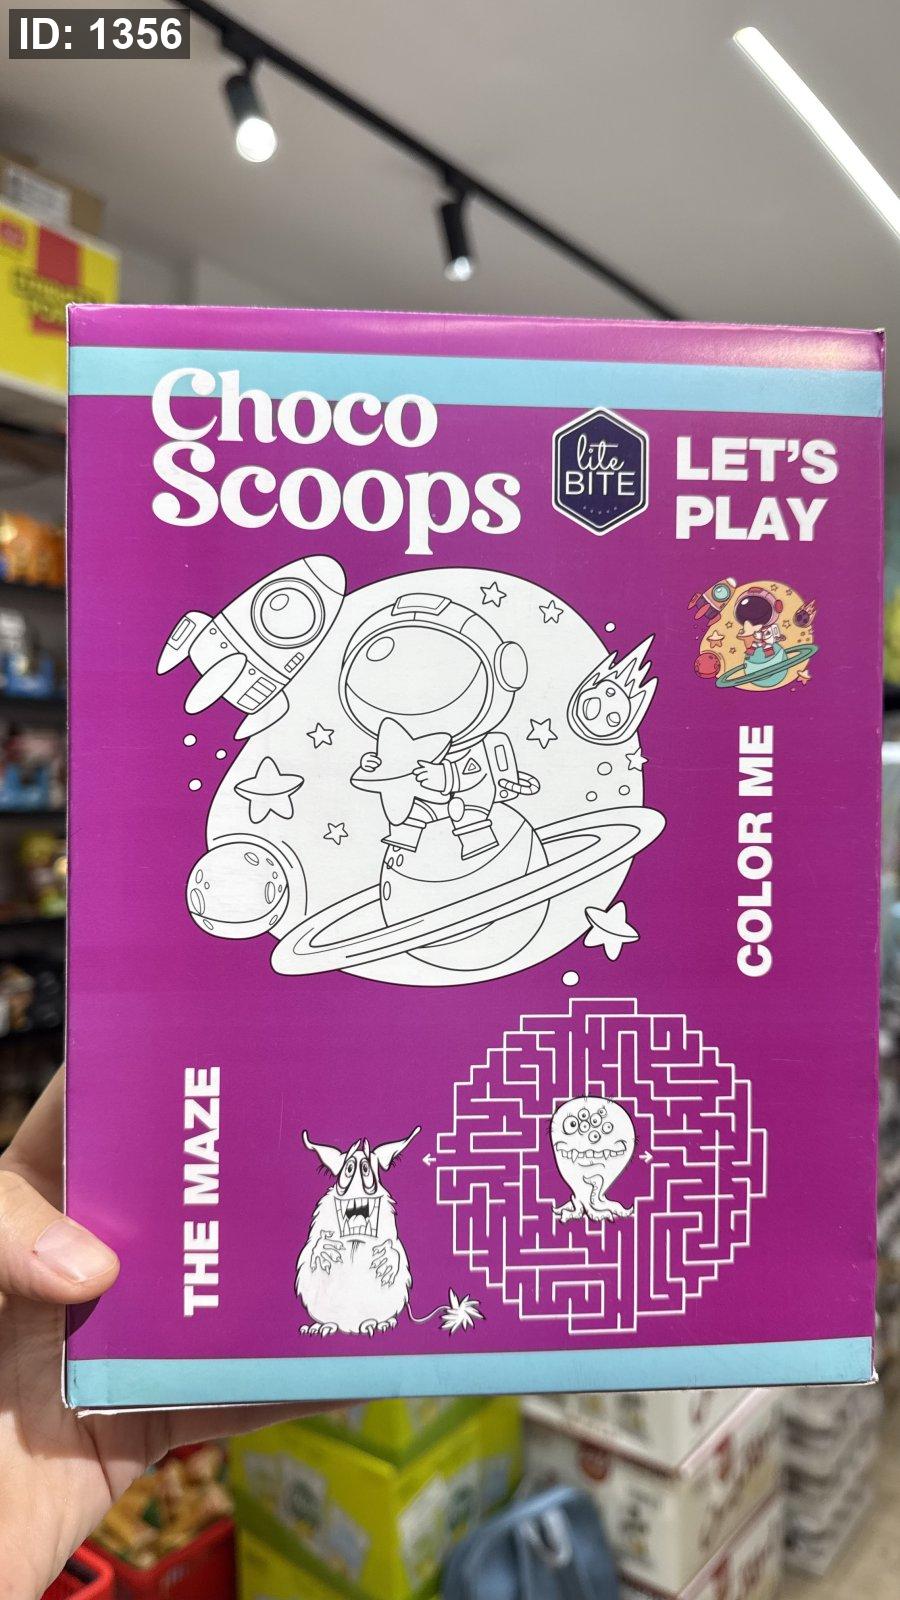 ID: 1356
Choco
Scoops
lite
BITE
LET'S
PLAY
COLOR ME
THE MAZE